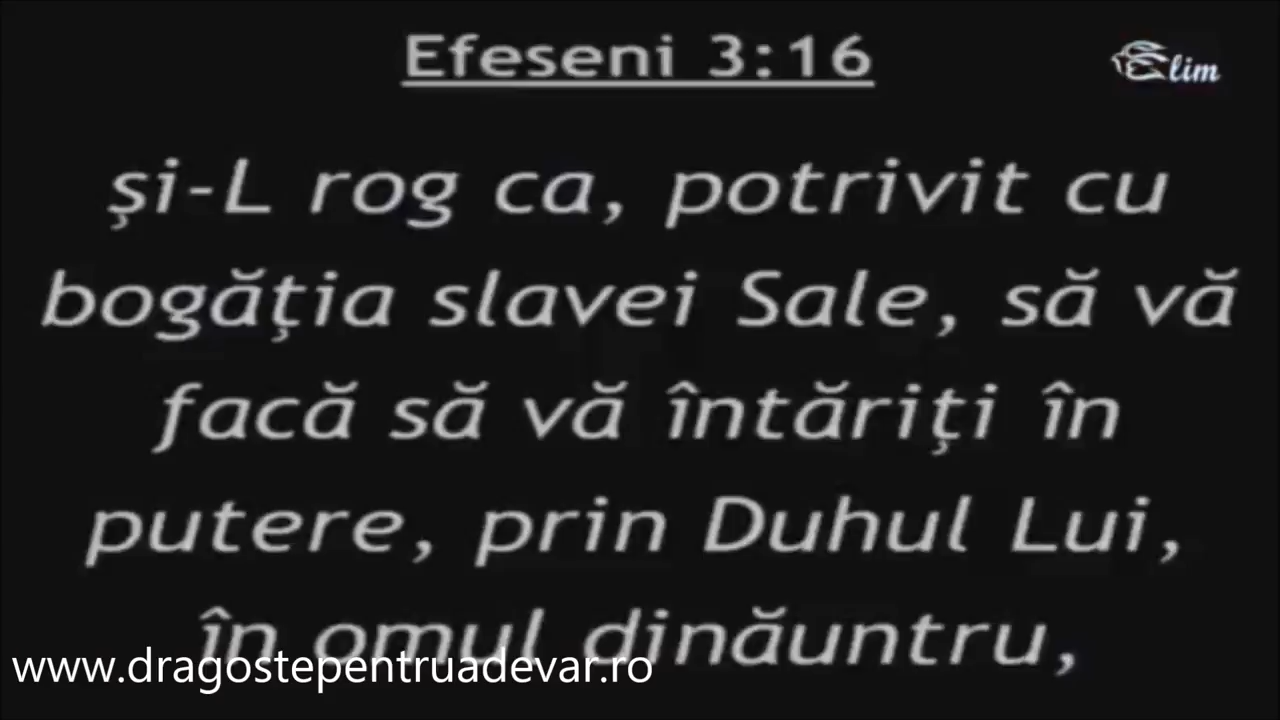 Efeseni 3:16
Elim
şi-L rog ca, potrivit cu
bogăţia slavei Sale, să vă
facă să vă întăriţi în
putere, prin Duhul Lui,
în omul dinăuntru,
www.dragostepentruadevar.ro